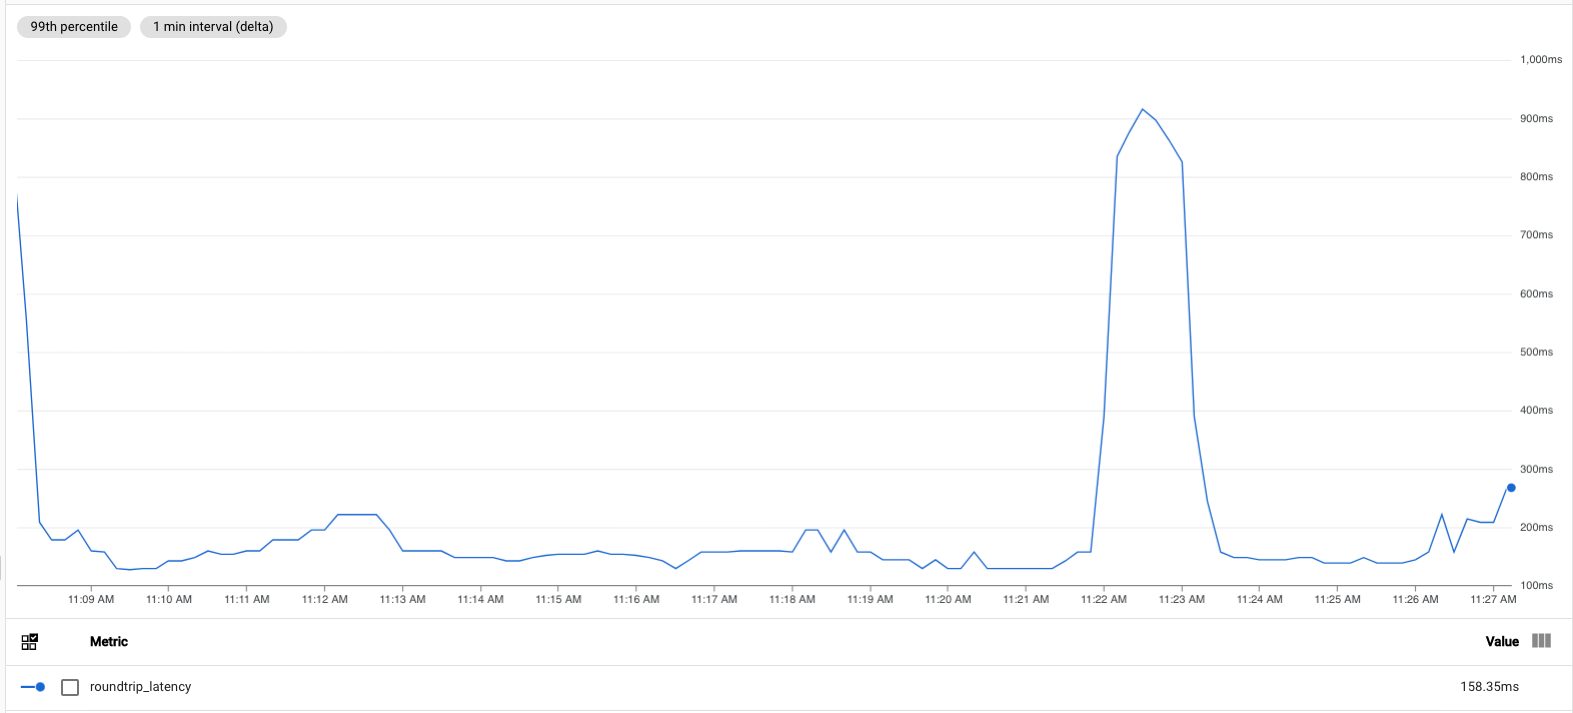 99th percentile 1 min interval (delta)
1,000ms
900ms
800ms
700ms
600ms
500ms
400ms
300ms
200ms
100ms
11:09 AM 11:10 AM 11:11 AM 11:12 AM 11:13 AM 11:14 AM 11:15 AM 11:16 AM 11:17 AM 11:18 AM 11:19 AM 11:20 AM 11:21 AM 11:22 AM 11:23 AM 11:24 AM 11:25 AM 11:26 AM 11:27 AM
Metric Value
roundtrip_latency 158.35ms